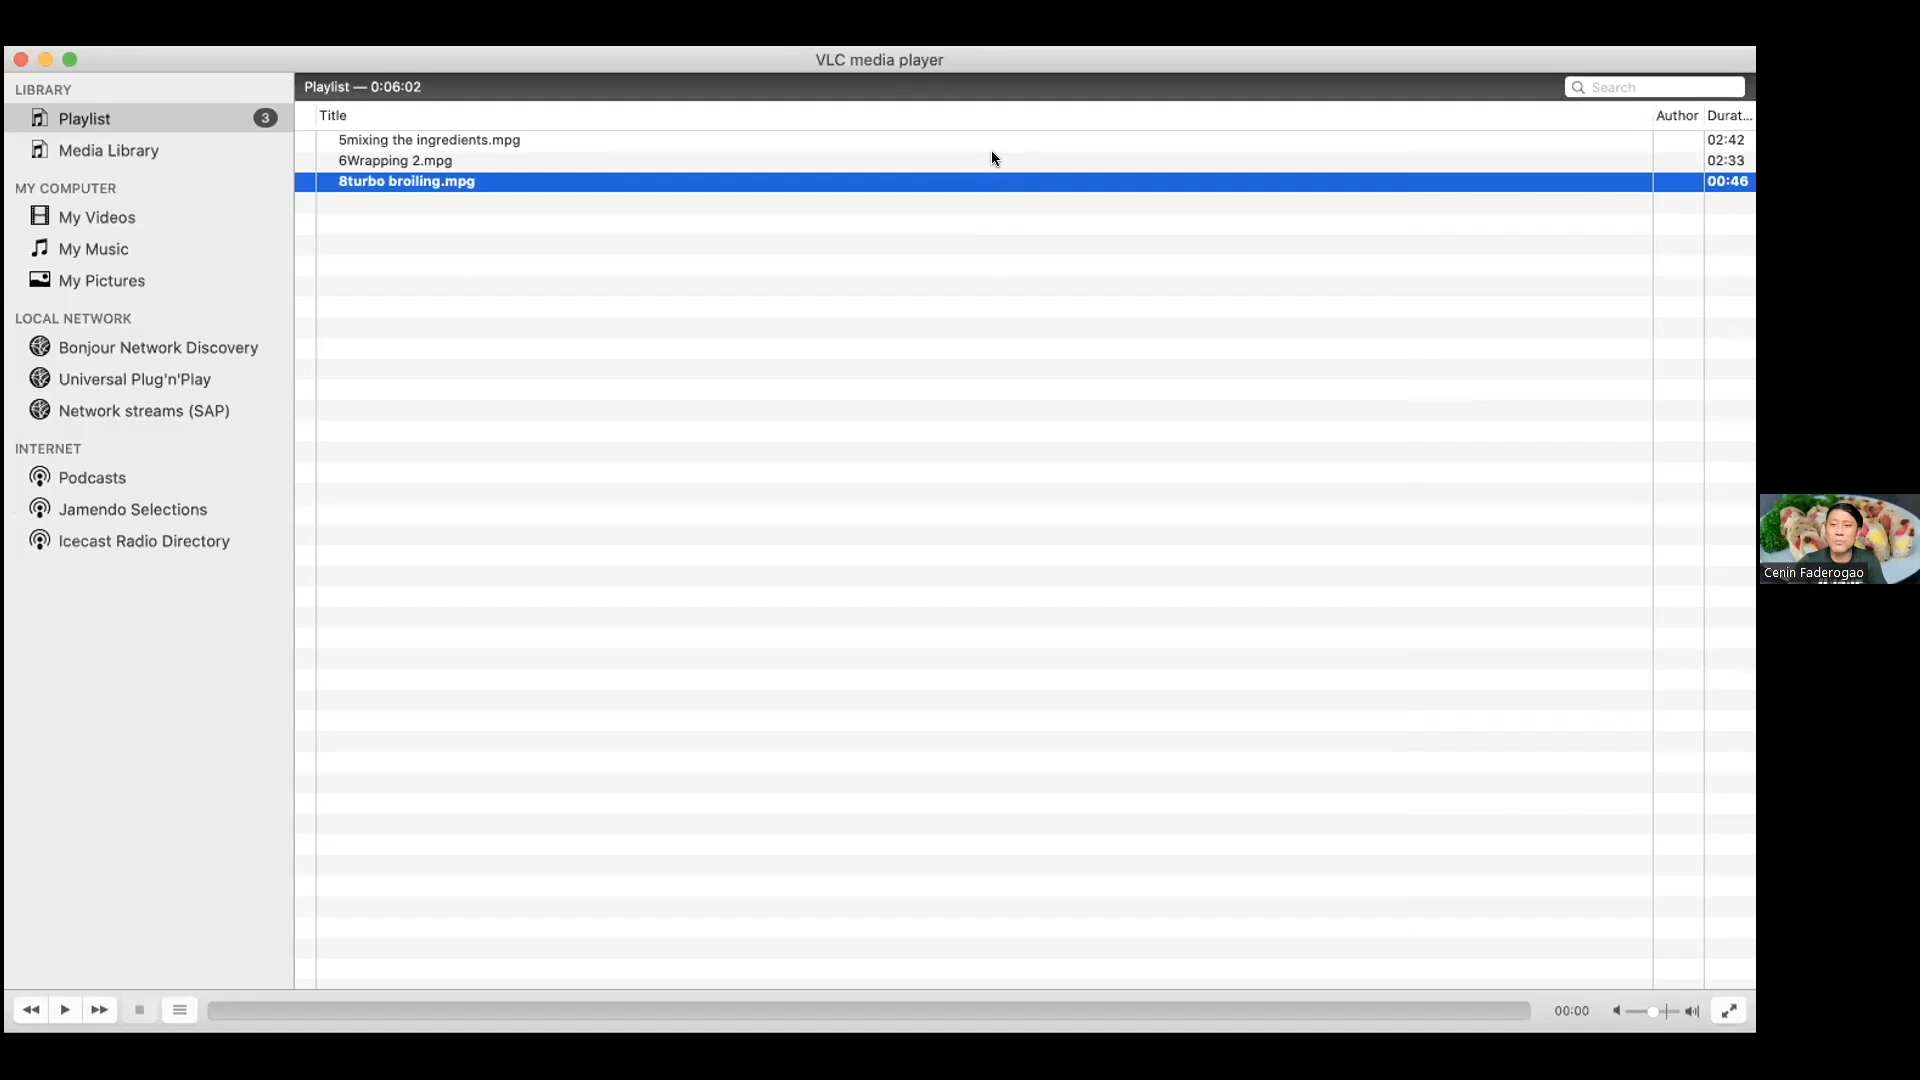 VLC media player
LIBRARY
Playlist 3
Media Library
MY COMPUTER
My Videos
My Music
My Pictures
LOCAL NETWORK
Bonjour Network Discovery
Universal Plug'n'Play
Network streams (SAP)
INTERNET
Podcasts
Jamendo Selections
Icecast Radio Directory
Playlist — 0:06:02
Search
Title Author Durat...
5mixing the ingredients.mpg 02:42
6Wrapping 2.mpg 02:33
8turbo broiling.mpg 00:46
00:00
Cenin Faderogao